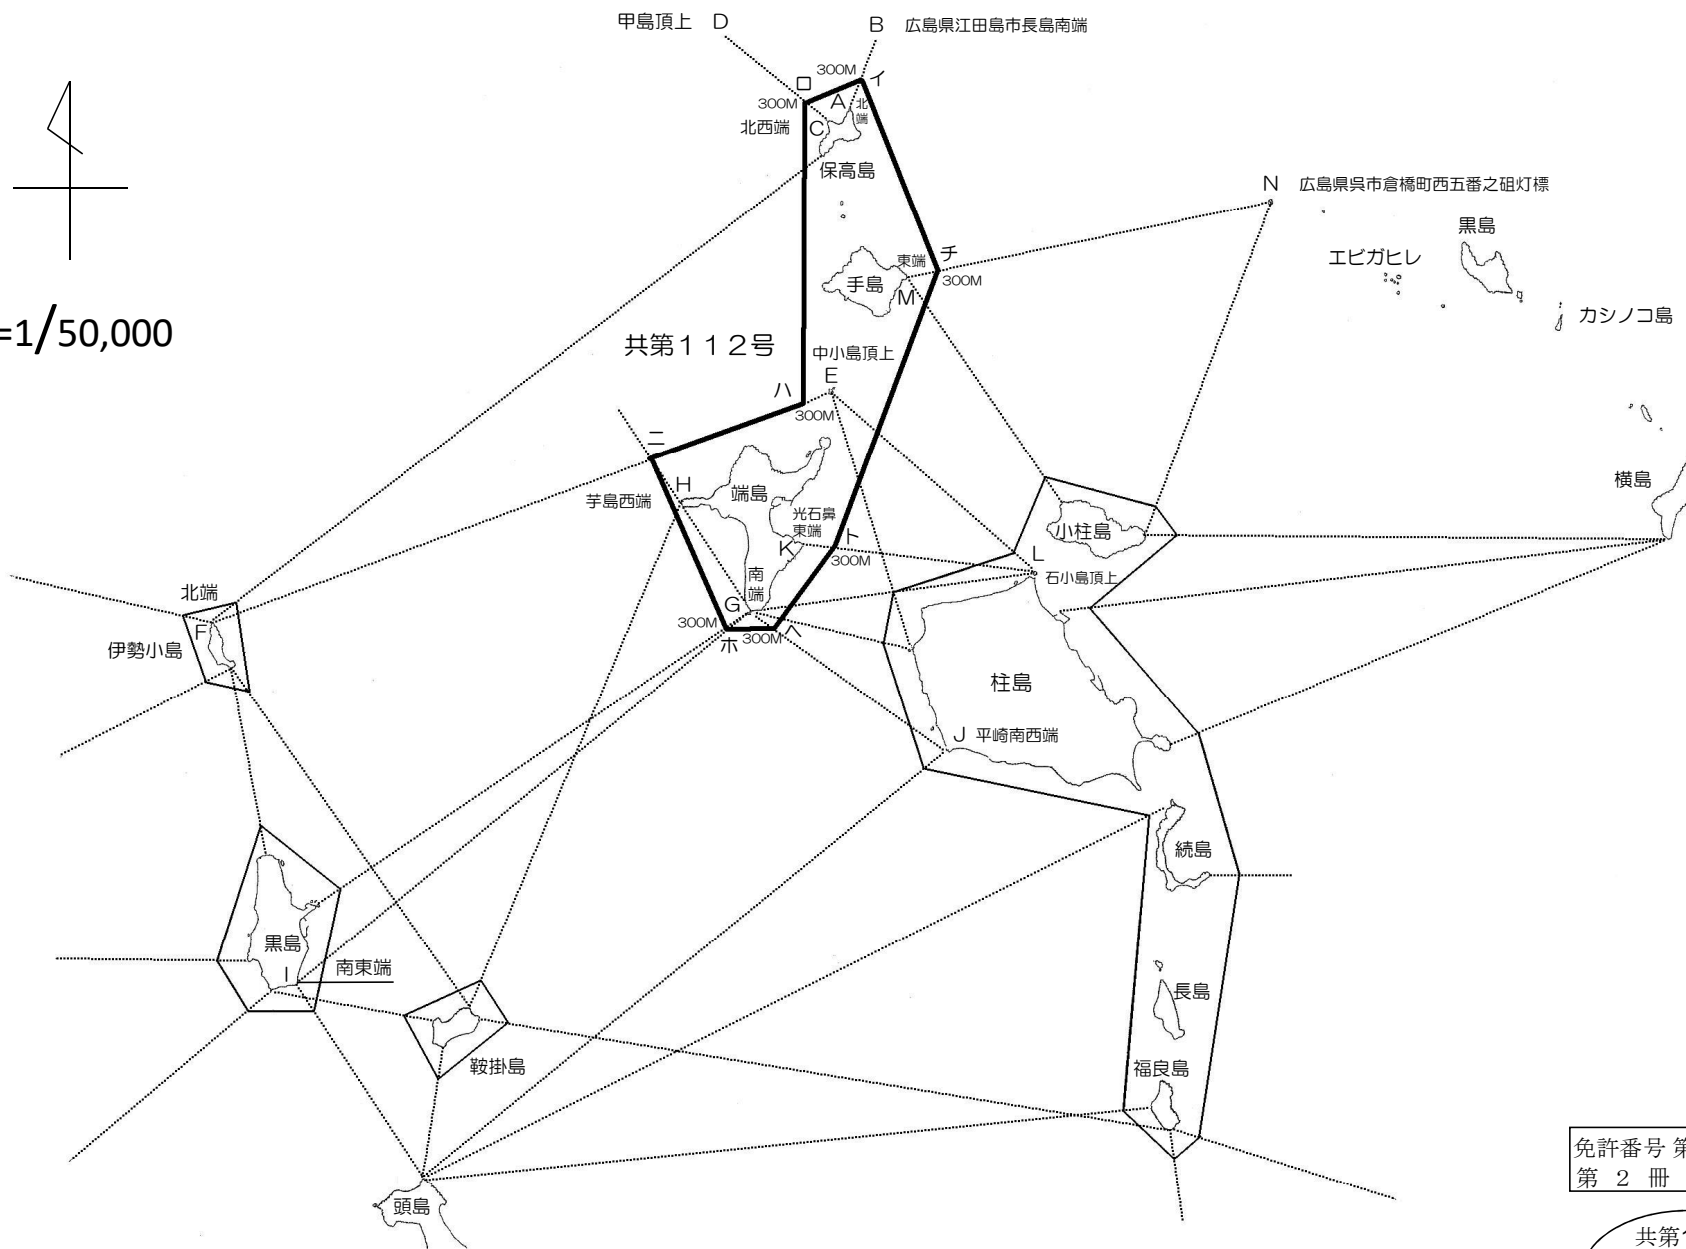 甲島頂上 D
B 広島県江田島市長島南端
300M
ロ
イ
300M
A
北端
C
北西端
保高島
N 広島県呉市倉橋町西五番之砠灯標
黒島
エビガヒレ
カシノコ島
東端
チ
300M
手島
M
=1/50,000
共第112号
中小島頂上
E
ハ
300M
ニ
H
芋島西端
端島
光石鼻
東端
K
ト
300M
小柱島
横島
L
石小島頂上
南端
G
300M
ホ
300M
ヘ
北端
F
伊勢小島
柱島
J 平崎南西端
続島
黒島
I
南東端
長島
鞍掛島
福良島
頭島
免許番号 第
第 2 冊
共第1